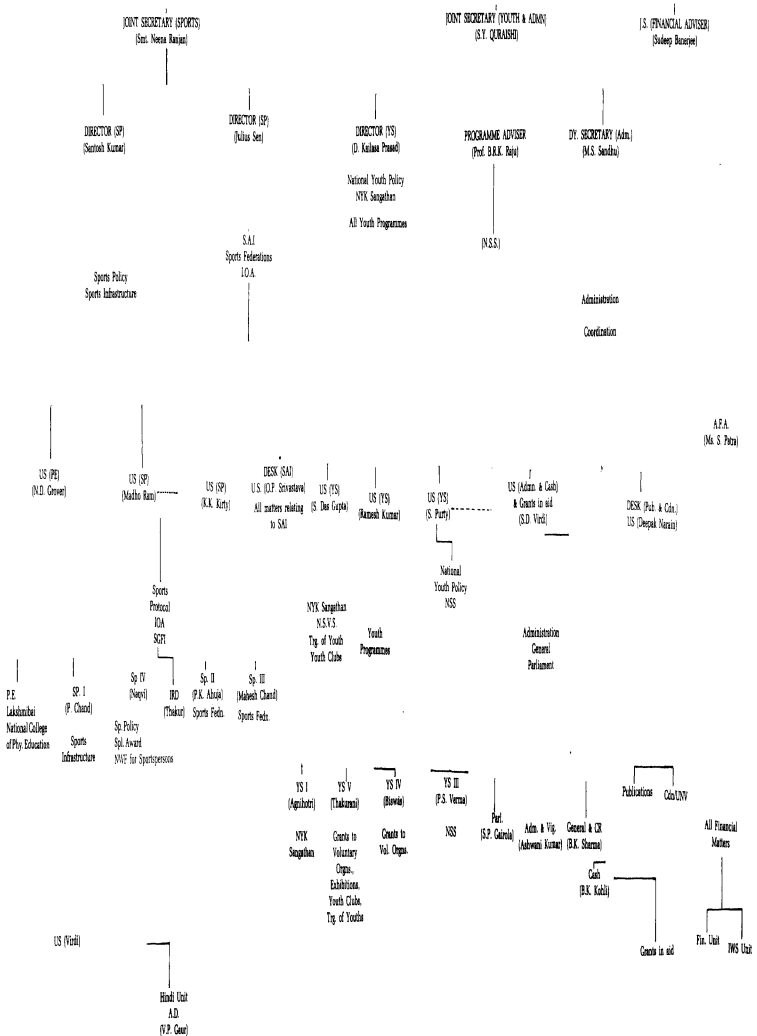 JOINT SECRETARY (SPORTS)
(Smt. Neena Ranjan)
JOINT SECRETARY (YOUTH & ADMN)
(S.Y. QURAISHI)
J.S. (FINANCIAL ADVISER)
(Sudeep Banerjee)
DIRECTOR (SP)
(Santosh Kumar)
DIRECTOR (SP)
(Julius Sen)
DIRECTOR (YS)
(D. Kailasa Prasad)
PROGRAMME ADVISER
(Prof. B.R.K. Raju)
DY. SECRETARY (Adm.)
(M.S. Sandhu)
National Youth Policy
NYK Sangathan
All Youth Programmes
S.A.I
Sports Federations
I.O.A.
(N.S.S.)
Sports Policy
Sports Infrastructure
Administration
Coordination
A.F.A.
(Ms. S. Patra)
US (PE)
(N.D. Grover)
US (SP)
(Madho Ram)
US (SP)
(K.K. Kirty)
DESK (SAI)
U.S. (O.P. Srivastava)
All matters relating
to SAI
US (YS)
(S. Das Gupta)
US (YS)
(Ramesh Kumar)
US (YS)
(S. Purty)
US (Admn. & Cash)
& Grants in aid
(S.D. Virdi)
DESK (Pub. & Cdn.)
US (Deepak Narain)
Sports
Protocol
IOA
SGFI
NYK Sangathan
N.S.V.S.
Trg. of Youth
Youth Clubs
Youth
Programmes
National
Youth Policy
NSS
Administration
General
Parliament
P.E.
Lakshmibai
National College
of Phy. Education
SP. I
(P. Chand)
Sports
Infrastructure
Sp IV
(Naqvi)
Sp. Policy
Spl. Award
NWF for Sportspersons
IRD
(Thakur)
Sp. II
(P.K. Ahuja)
Sports Fedn.
Sp. III
(Mahesh Chand)
Sports Fedn.
YS I
(Agnihotri)
NYK
Sangathan
YS V
(Thakurani)
Grants to
Voluntary
Orgns.,
Exhibitions,
Youth Clubs,
Trg. of Youths
YS IV
(Biswas)
Grants to
Vol. Orgns.
YS III
(P.S. Verma)
NSS
Parl.
(S.P. Gairola)
Adm. & Vig.
(Ashwani Kumar)
General & CR
(B.K. Sharma)
Cash
(B.K. Kohli)
Publications
Cdn/UNV
All Financial
Matters
Grants in aid
Fin. Unit
IWS Unit
US (Virdi)
Hindi Unit
A.D.
(V.P. Gaur)